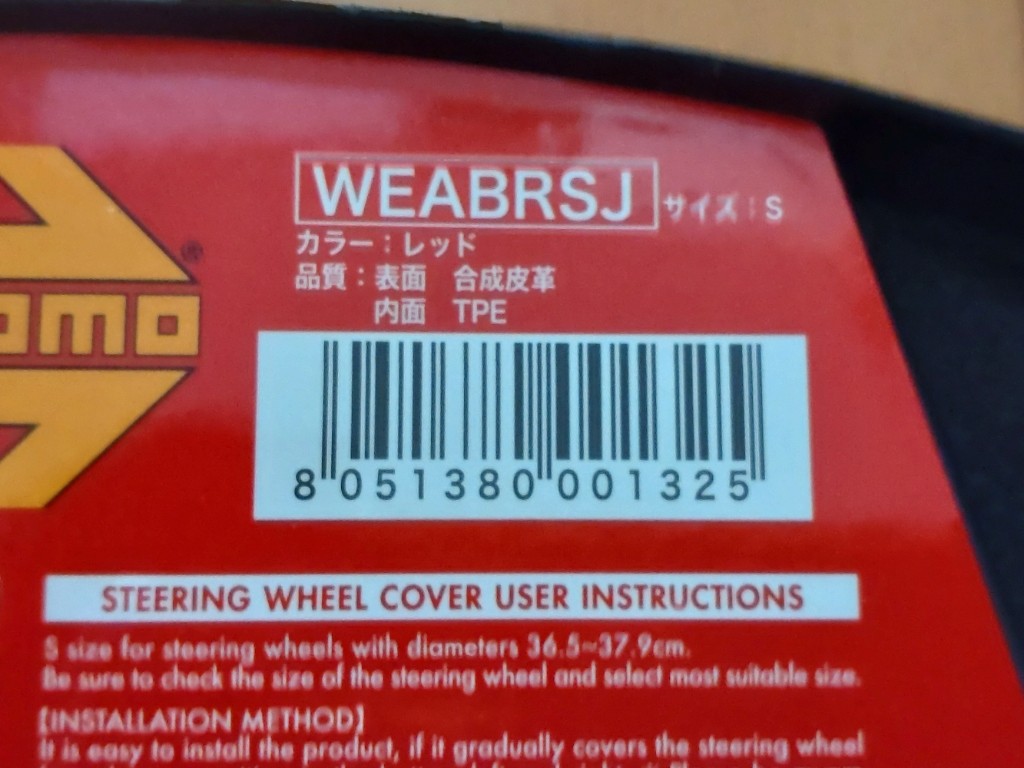 WEABRSJ サイズ：S
カラー：レッド
品質：表面 合成皮革
内面 TPE
®
omo
8 051380 001325
STEERING WHEEL COVER USER INSTRUCTIONS
S size for steering wheels with diameters 36.5~37.9cm.
Be sure to check the size of the steering wheel and select most suitable size.
【INSTALLATION METHOD】
It is easy to install the product, if it gradually covers the steering wheel